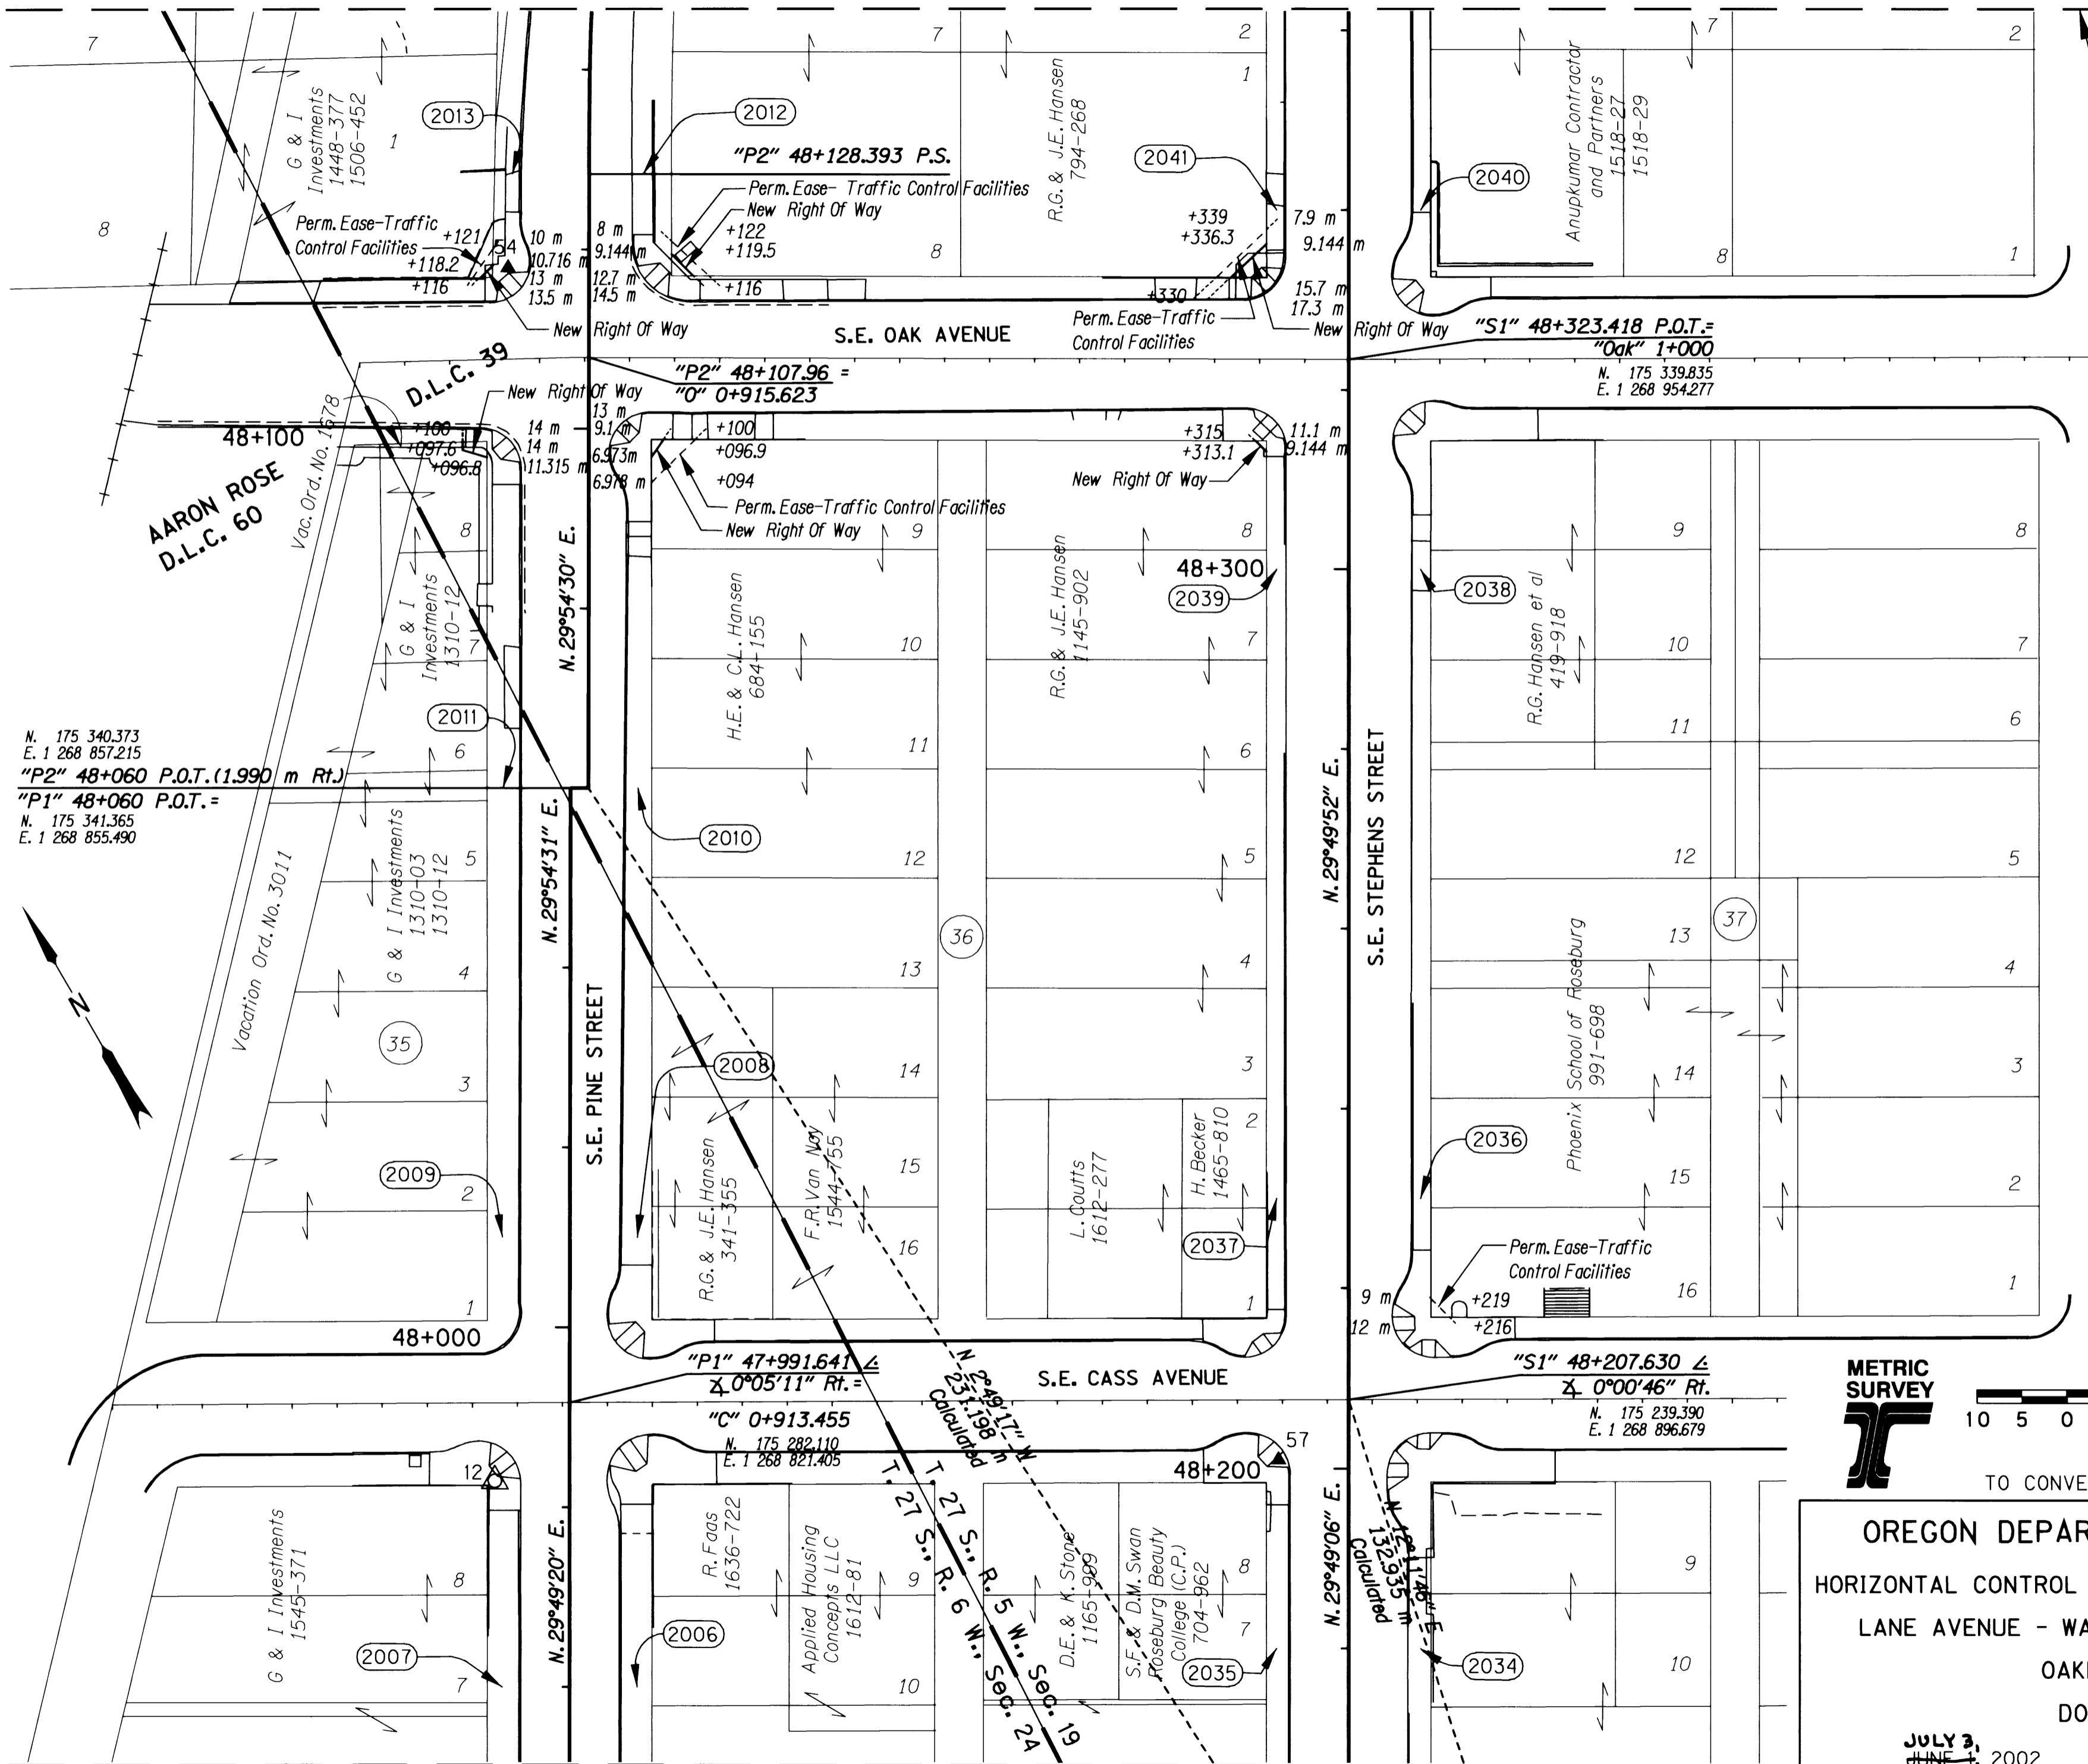 7
7
2
7
2
G & I
Investments
1448-377
1506-452
1
8
2013
2012
"P2" 48+128.393 P.S.
Perm. Ease- Traffic Control Facilities
New Right Of Way
+122
+119.5
+116
R.G. & J.E. Hansen
794-268
1
8
2041
+339
+336.3
+330
7.9 m
9.144 m
15.7 m
17.3 m
2040
Anupkumar Contractor
and Partners
1518-27
1518-29
8
1
Perm. Ease-Traffic
Control Facilities
+121
54
+118.2
+116
10 m
10.716 m
13 m
13.5 m
8 m
9.144 m
12.7 m
14.5 m
New Right Of Way
S.E. OAK AVENUE
Perm. Ease-Traffic
Control Facilities
New Right Of Way
"S1" 48+323.418 P.O.T.=
"Oak" 1+000
N. 175 339.835
E. 1 268 954.277
D.L.C. 39
"P2" 48+107.96 =
"O" 0+915.623
New Right Of Way
48+100
+100
+097.6
+096.8
14 m
14 m
11.315 m
13 m
9.1 m
6.973m
6.978 m
+100
+096.9
+094
Perm. Ease-Traffic Control Facilities
New Right Of Way
+315
+313.1
11.1 m
9.144 m
New Right Of Way
AARON ROSE
D.L.C. 60
Vac. Ord. No. 1678
8
G & I
Investments
1310-12
7
N. 29°54'30" E.
H.E. & C.L. Hansen
684-155
9
10
11
R.G. & J.E. Hansen
1145-902
8
48+300
2039
7
6
2038
R.G. Hansen et al
419-918
9
10
11
8
7
6
2011
6
N. 175 340.373
E. 1 268 857.215
"P2" 48+060 P.O.T. (1.990 m Rt.)
"P1" 48+060 P.O.T.=
N. 175 341.365
E. 1 268 855.490
N. 29°54'31" E.
2010
N. 29°49'52" E.
S.E. STEPHENS STREET
Vacation Ord. No. 3011
G & I Investments
1310-03
1310-12
5
4
35
3
2
1
N
12
36
13
14
15
16
5
4
3
2
1
12
37
13
14
15
16
5
4
3
2
1
Phoenix School of Roseburg
991-698
S.E. PINE STREET
2008
2009
R.G. & J.E. Hansen
341-355
F.R. Van Noy
1544-755
L. Coutts
1612-277
H. Becker
1465-810
2037
2036
Perm. Ease-Traffic
Control Facilities
9 m
12 m
+219
+216
48+000
"P1" 47+991.641 ∠
∡ 0°05'11" Rt.=
"C" 0+913.455
N. 175 282.110
E. 1 268 821.405
N 2°49'17" W
231.198 m
Calculated
S.E. CASS AVENUE
"S1" 48+207.630 ∠
∡ 0°00'46" Rt.
N. 175 239.390
E. 1 268 896.679
METRIC
SURVEY
10 5 0
TO CONVE
12
57
48+200
G & I Investments
1545-371
8
7
2007
N. 29°49'20" E.
2006
R. Faas
1636-722
Applied Housing
Concepts LLC
1612-81
9
10
T. 27 S., R. 5 W., Sec. 19
T. 27 S., R. 6 W., Sec. 24
D.E. & K. Stone
1165-999
S.F. & D.M. Swan
Roseburg Beauty
College (C.P.)
704-962
8
7
2035
N. 29°49'06" E.
N 12°11'46" E
132.935 m
Calculated
2034
9
10
OREGON DEPAR
HORIZONTAL CONTROL
LANE AVENUE - WA
OAK
DO
JULY 3,
JUNE 1, 2002